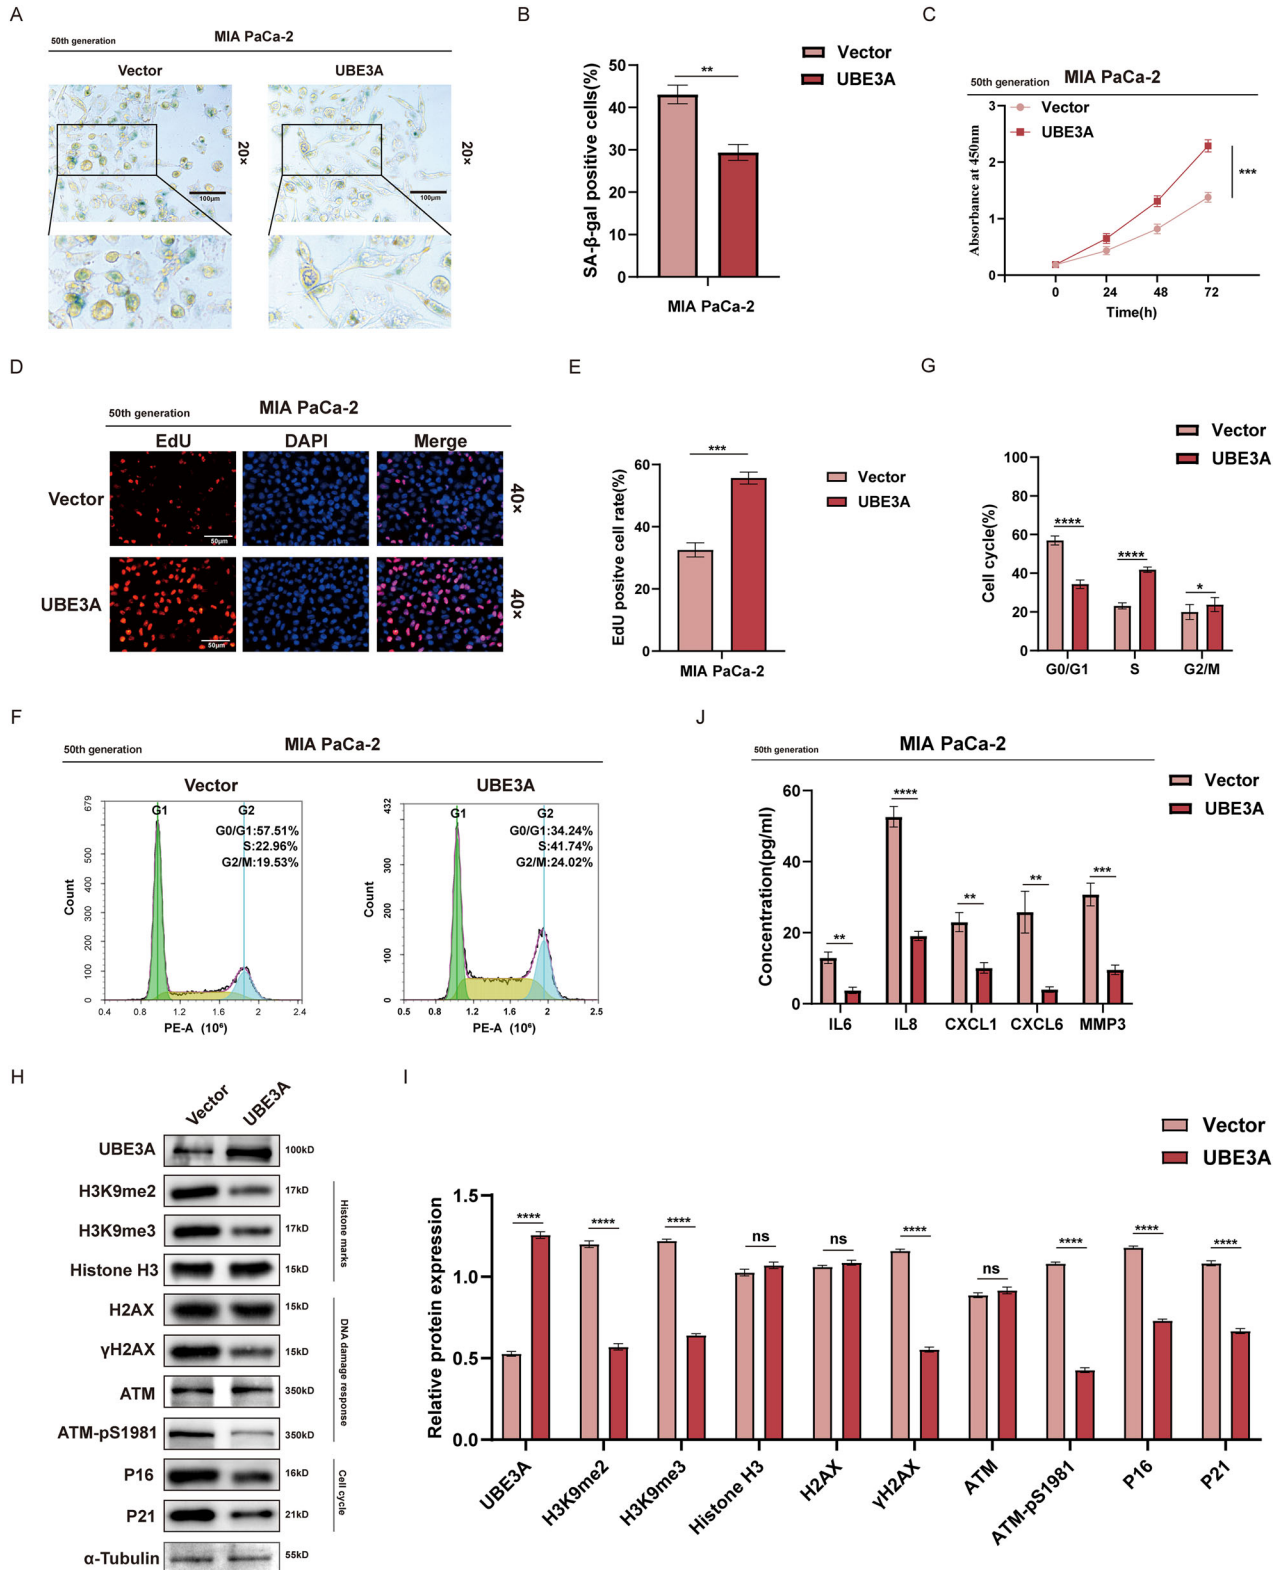 A
50th generation
MIA PaCa-2
Vector
UBE3A
20×
20×
100μm
100μm
B
Vector
UBE3A
SA-β-gal positive cells(%)
50
40
30
20
10
0
**
MIA PaCa-2
C
50th generation
MIA PaCa-2
Vector
UBE3A
Absorbance at 450nm
3
2
1
0
***
0 24 48 72
Time(h)
D
50th generation
MIA PaCa-2
EdU DAPI Merge
Vector
50μm
40×
UBE3A
50μm
40×
E
EdU positive cell rate(%)
60
40
20
0
***
Vector
UBE3A
MIA PaCa-2
G
Vector
UBE3A
Cell cycle(%)
100
80
60
40
20
0
****
****
*
G0/G1 S G2/M
F
50th generation
MIA PaCa-2
Vector
Count
679
500
400
300
200
100
0
G1 G2
G0/G1:57.51%
S:22.96%
G2/M:19.53%
0.4 0.8 1.2 1.6 2 2.4
PE-A (10⁶)
UBE3A
Count
432
300
200
100
0
G1 G2
G0/G1:34.24%
S:41.74%
G2/M:24.02%
0.5 0.8 1.2 1.6 2 2.5
PE-A (10⁶)
J
50th generation
MIA PaCa-2
Vector
UBE3A
Concentration(pg/ml)
60
40
20
0
**
****
**
**
***
IL6 IL8 CXCL1 CXCL6 MMP3
H
Vector UBE3A
UBE3A 100kD
H3K9me2 17kD
H3K9me3 17kD
Histone H3 15kD
Histone marks
H2AX 15kD
γH2AX 15kD
ATM 350kD
ATM-pS1981 350kD
DNA damage response
P16 16kD
P21 21kD
Cell cycle
α-Tubulin 55kD
I
Vector
UBE3A
Relative protein expression
1.5
1.0
0.5
0.0
****
****
****
ns
ns
****
ns
****
****
****
UBE3A H3K9me2 H3K9me3 Histone H3 H2AX γH2AX ATM ATM-pS1981 P16 P21